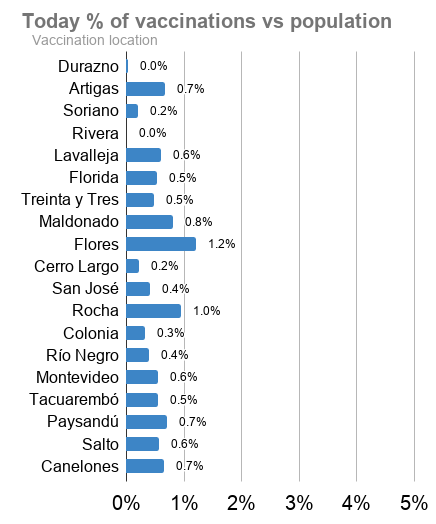 Today % of vaccinations vs population
Vaccination location
Durazno 0.0%
Artigas 0.7%
Soriano 0.2%
Rivera 0.0%
Lavalleja 0.6%
Florida 0.5%
Treinta y Tres 0.5%
Maldonado 0.8%
Flores 1.2%
Cerro Largo 0.2%
San José 0.4%
Rocha 1.0%
Colonia 0.3%
Río Negro 0.4%
Montevideo 0.6%
Tacuarembó 0.5%
Paysandú 0.7%
Salto 0.6%
Canelones 0.7%
0% 1% 2% 3% 4% 5%